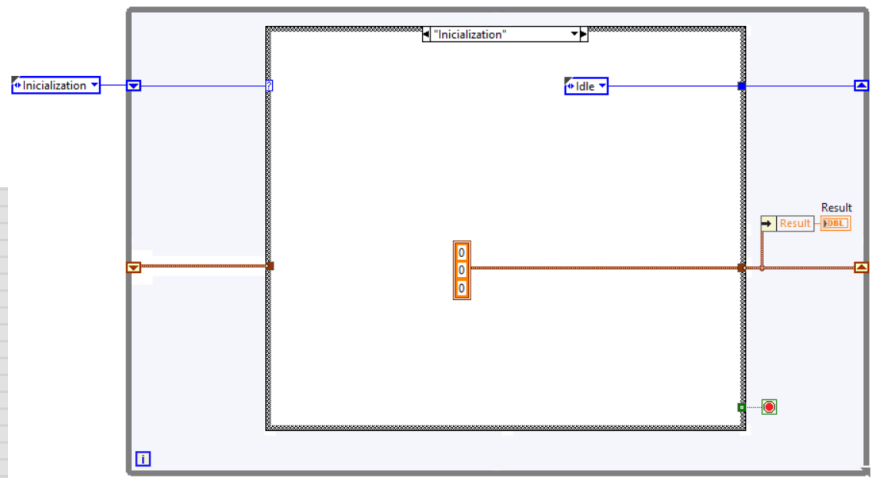 "Inicialization"
Inicialization
?
Idle
Result
Result
DBL
0
0
0
i